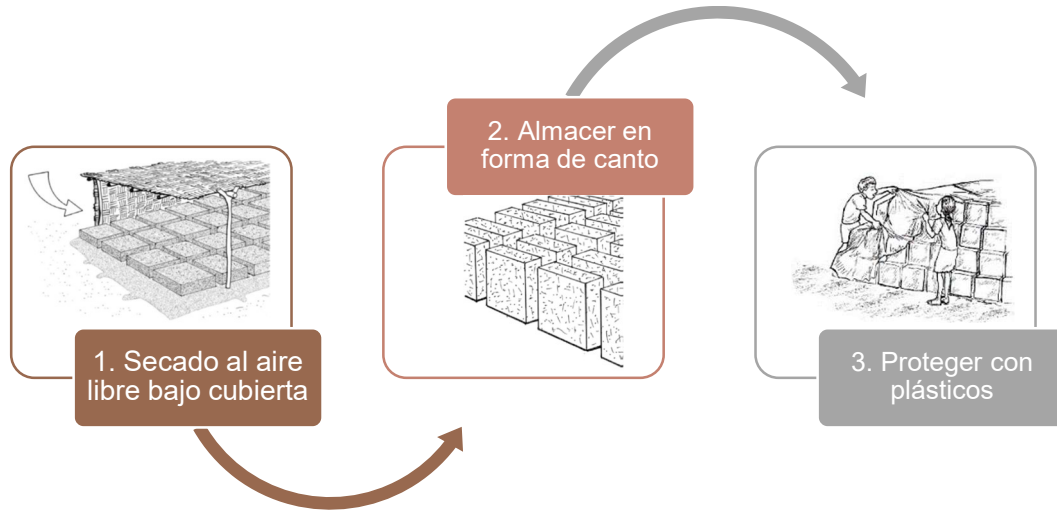 1. Secado al aire
libre bajo cubierta
2. Almacer en
forma de canto
3. Proteger con
plásticos